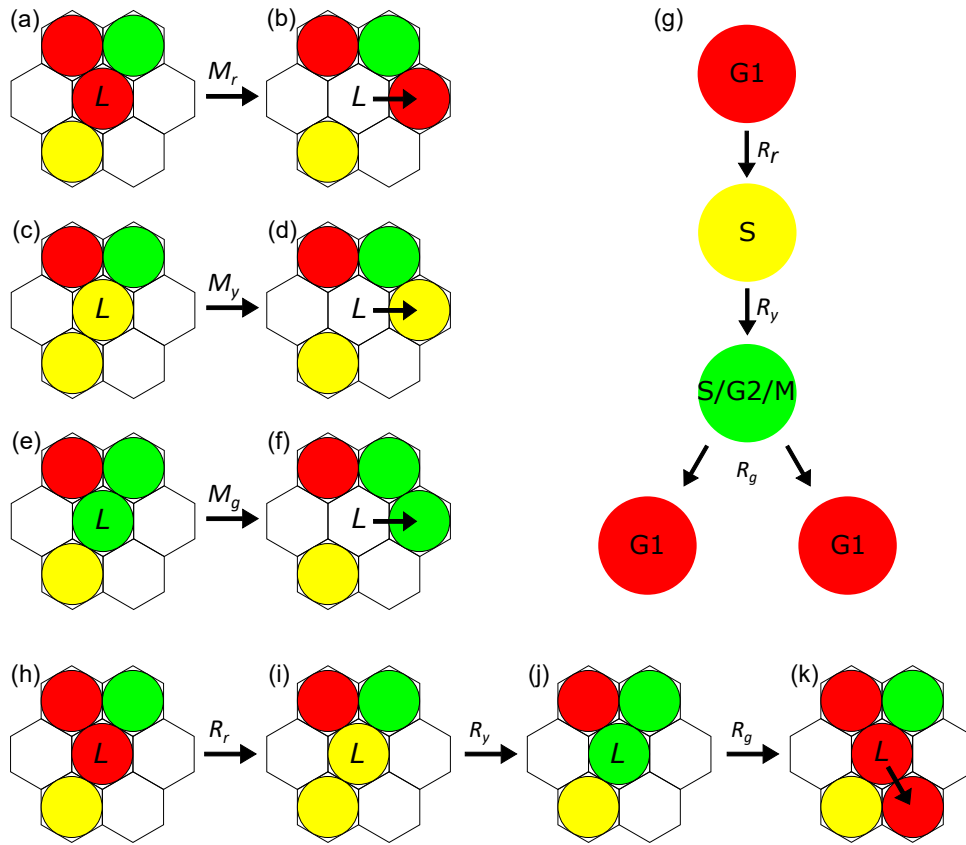 (a)
(b)
(g)
L
M_r
L
G1
R_r
(c)
(d)
S
L
M_y
L
R_y
(e)
(f)
S/G2/M
L
M_g
L
R_g
G1
G1
(h)
(i)
(j)
(k)
L
R_r
L
R_y
L
R_g
L